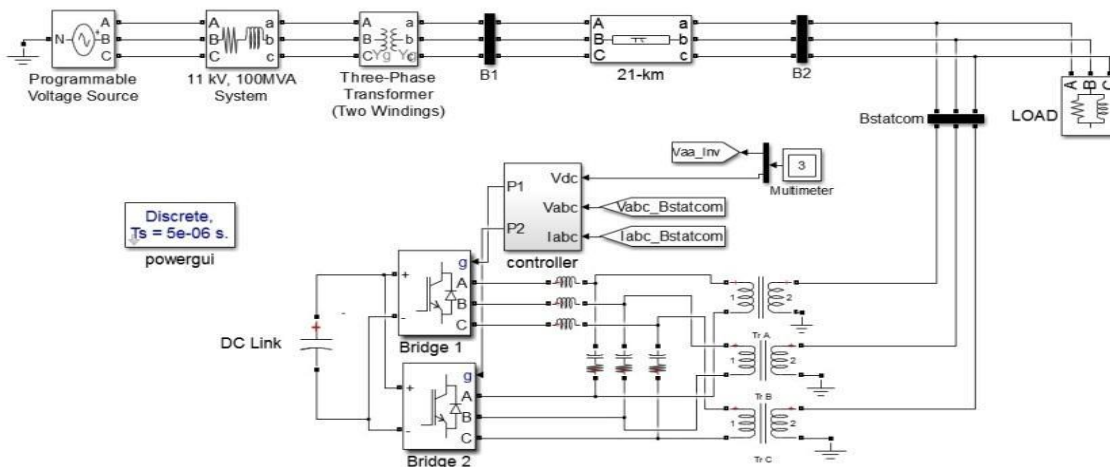 A A a A a
N B B b B b
C C c C c
Yg Yg
Programmable
Voltage Source
11 kV, 100MVA
System
Three-Phase
Transformer
(Two Windings)
B1
21-km
B2
A B C
LOAD
Bstatcom
Vaa_Inv
3
Multimeter
P1 Vdc
Vabc Vabc_Bstatcom
P2
Iabc Iabc_Bstatcom
controller
Discrete,
Ts = 5e-06 s.
powergui
g
+ A
B
- C
Bridge 1
DC Link
g
+ A
B
- C
Bridge 2
1 2
Tr A
1 2
Tr B
1 2
Tr C